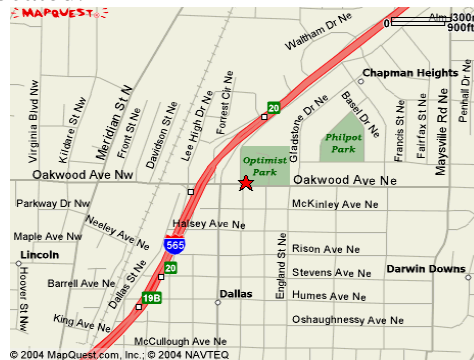 MAPQUEST
Alm
300m
0
900ft
Waltham Dr Ne
Chapman Heights
Penhall Dr Ne
Virginia Blvd Nw
Kildare St Nw
Meridian St N
Front St Ne
Davidson St Ne
Lee High Dr Ne
Forrest Cir Ne
20
Gladstone Dr Ne
Basel Dr Ne
Francis St Ne
Fairfax St Ne
Maysville Rd Ne
Optimist
Park
Philpot
Park
Oakwood Ave Nw
Oakwood Ave Ne
Parkway Dr Nw
McKinley Ave Ne
Neeley Ave Ne
Halsey Ave Ne
Maple Ave Nw
565
Lincoln
Dallas St Ne
20
England St Ne
Rison Ave Ne
Stevens Ave Ne
Darwin Downs
Hoover St Nw
Barrell Ave Ne
19B
Dallas
Humes Ave Ne
King Ave Ne
Oshaughnessy Ave Ne
McCullough Ave Ne
© 2004 MapQuest.com, Inc.; © 2004 NAVTEQ